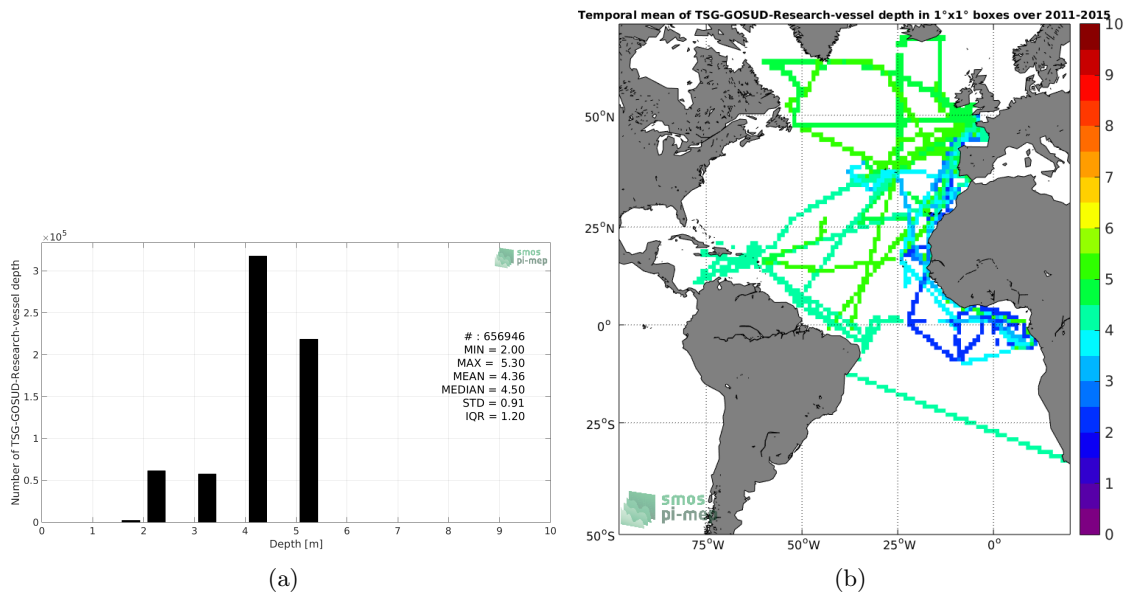 Number of TSG-GOSUD-Research-vessel depth
×10⁵
3
2.5
2
1.5
1
0.5
0
smos
pi-mep
# : 656946
MIN = 2.00
MAX = 5.30
MEAN = 4.36
MEDIAN = 4.50
STD = 0.91
IQR = 1.20
0 1 2 3 4 5 6 7 8 9 10
Depth [m]
(a)
Temporal mean of TSG-GOSUD-Research-vessel depth in 1°x1° boxes over 2011-2015
50°N
25°N
0°
25°S
50°S
75°W 50°W 25°W 0°
smos
pi-mep
10
9
8
7
6
5
4
3
2
1
0
(b)